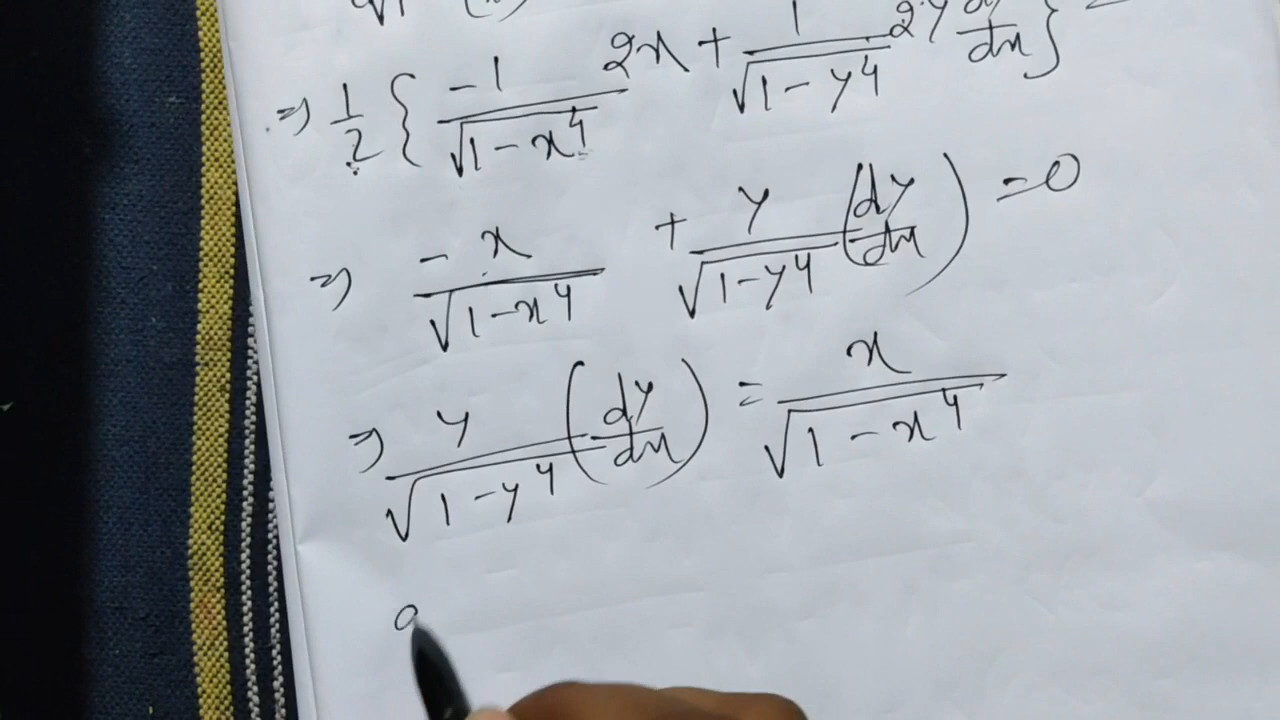 ⇒ 1/2 { -1/√(1-x⁴) 2x + 1/√(1-y⁴) 2y dy/dx }
⇒ -x/√(1-x⁴) + y/√(1-y⁴) (dy/dx) = 0
⇒ y/√(1-y⁴) (dy/dx) = x/√(1-x⁴)